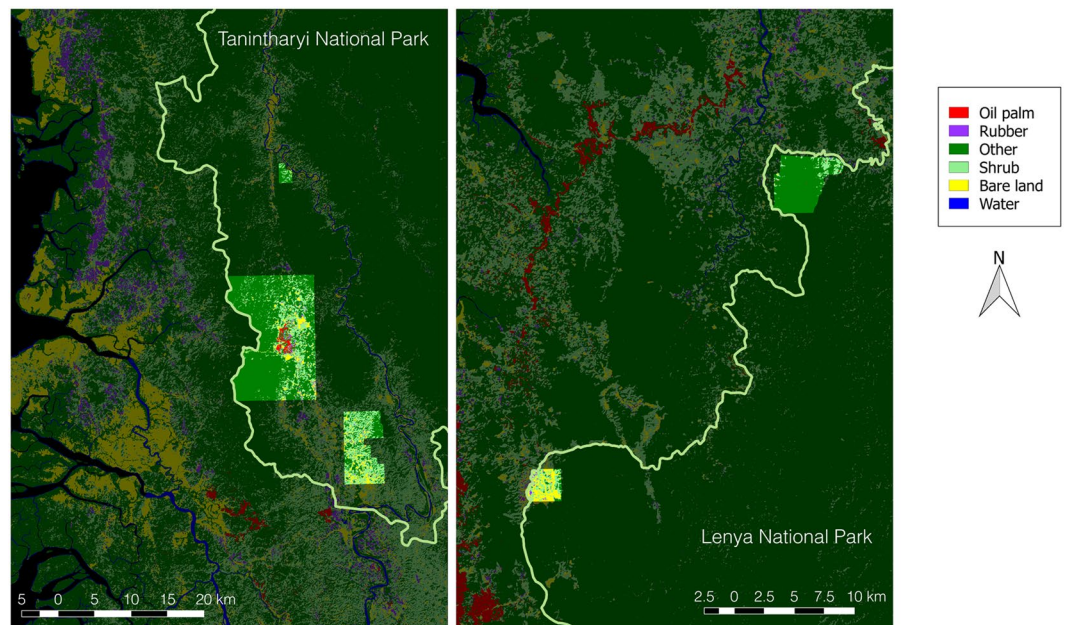 Tanintharyi National Park
Oil palm
Rubber
Other
Shrub
Bare land
Water
N
Lenya National Park
5 0 5 10 15 20 km
2.5 0 2.5 5 7.5 10 km